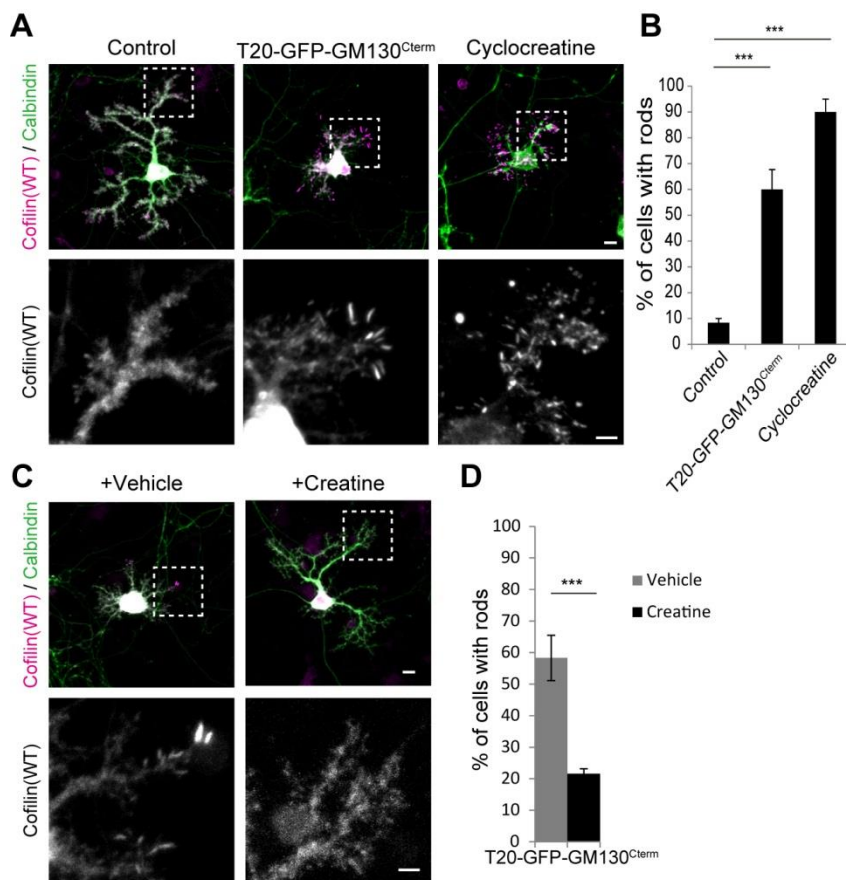 A
Control
T20-GFP-GM130Cterm
Cyclocreatine
Cofilin(WT) / Calbindin
Cofilin(WT)
B
***
***
% of cells with rods
100
90
80
70
60
50
40
30
20
10
0
Control
T20-GFP-GM130Cterm
Cyclocreatine
C
+Vehicle
+Creatine
Cofilin(WT) / Calbindin
Cofilin(WT)
D
% of cells with rods
100
90
80
70
60
50
40
30
20
10
0
***
Vehicle
Creatine
T20-GFP-GM130Cterm